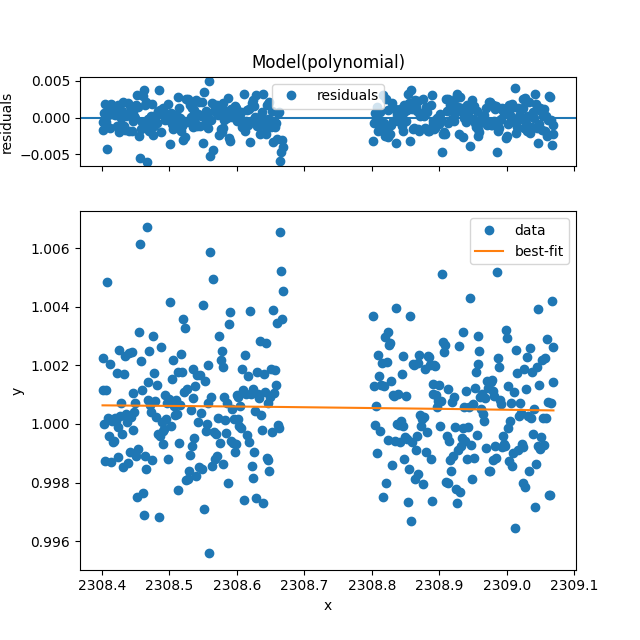 Model(polynomial)
residuals
0.005
0.000
−0.005
residuals
y
1.006
1.004
1.002
1.000
0.998
0.996
data
best-fit
2308.4 2308.5 2308.6 2308.7 2308.8 2308.9 2309.0 2309.1
x